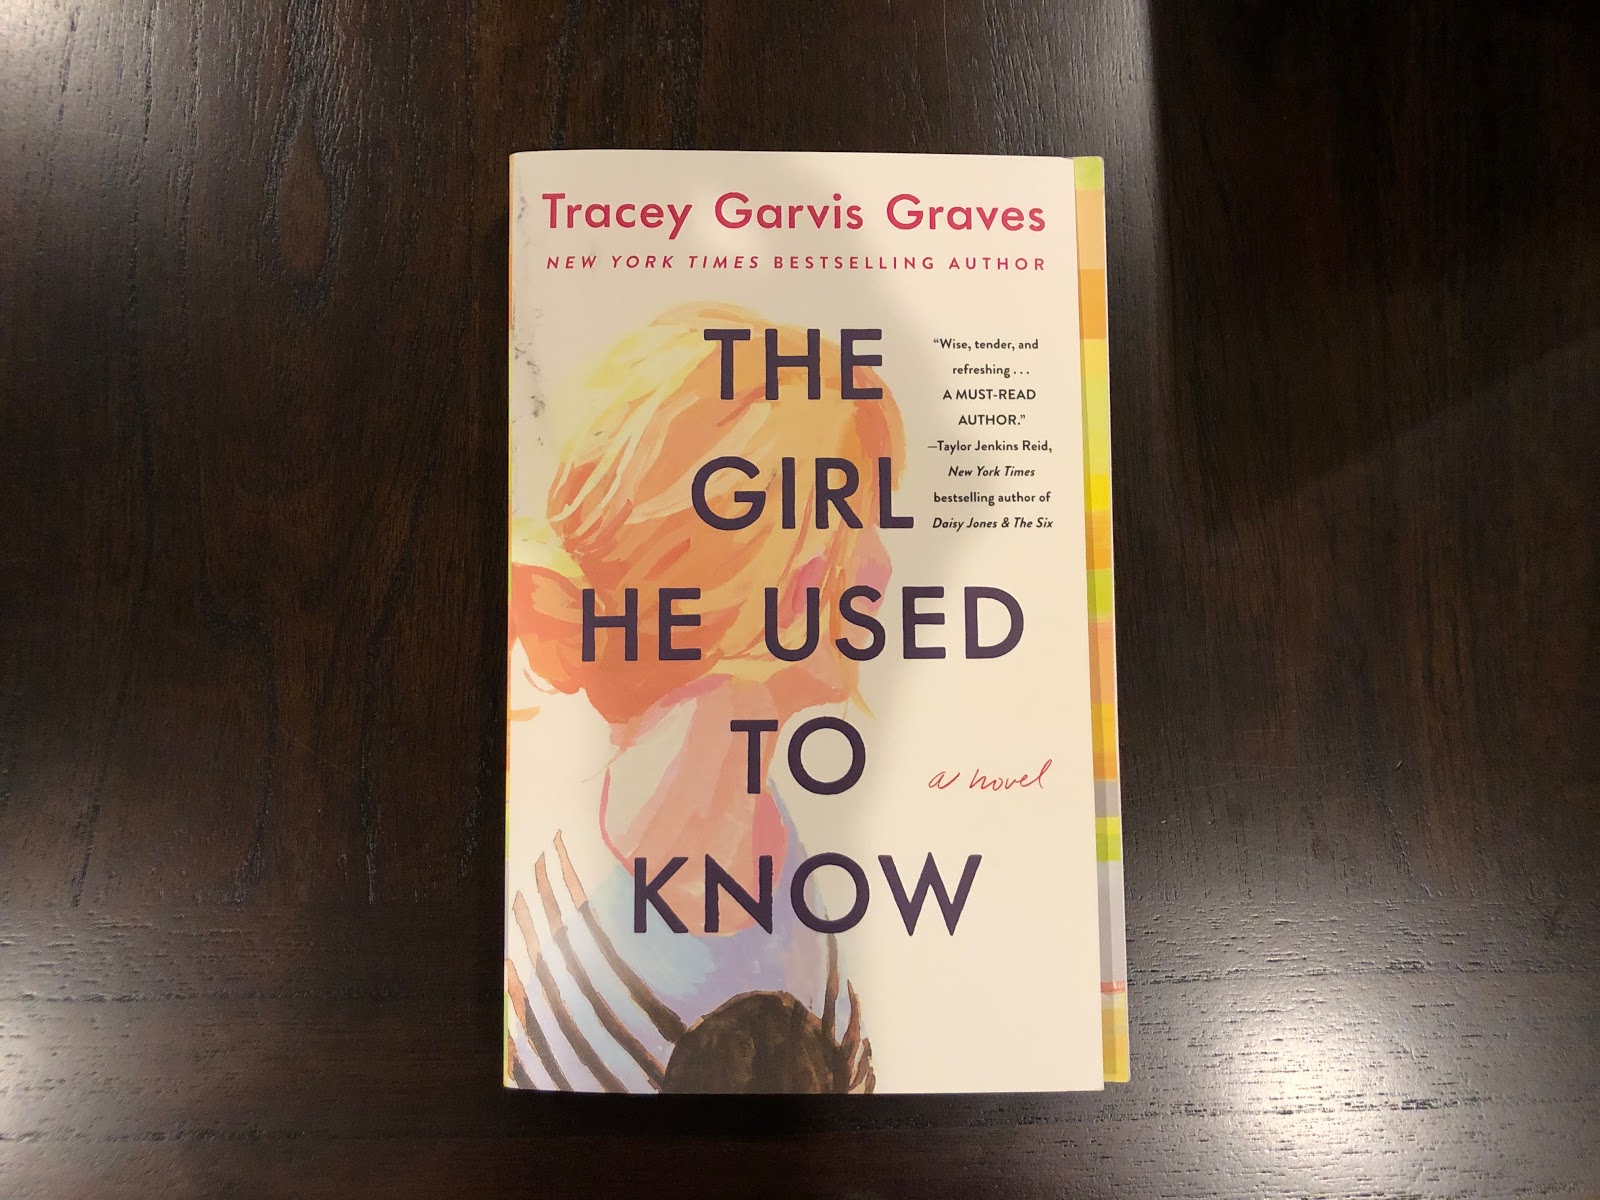 Tracey Garvis Graves
NEW YORK TIMES BESTSELLING AUTHOR
THE
GIRL
HE USED
TO
KNOW
“Wise, tender, and
refreshing . . .
A MUST-READ
AUTHOR.”
—Taylor Jenkins Reid,
New York Times
bestselling author of
Daisy Jones & The Six
a novel